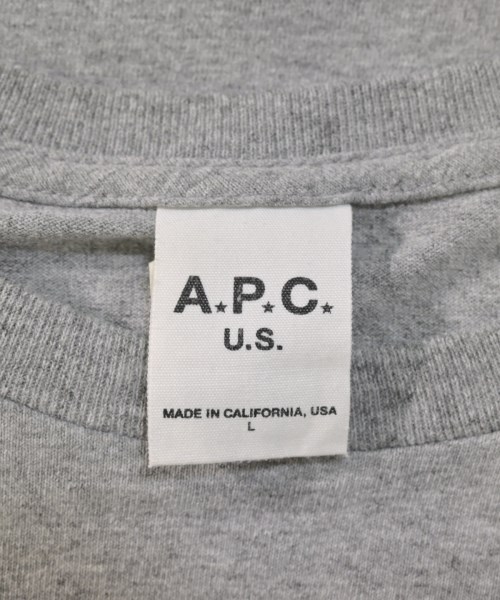 A★P★C★
U.S.
MADE IN CALIFORNIA, USA
L